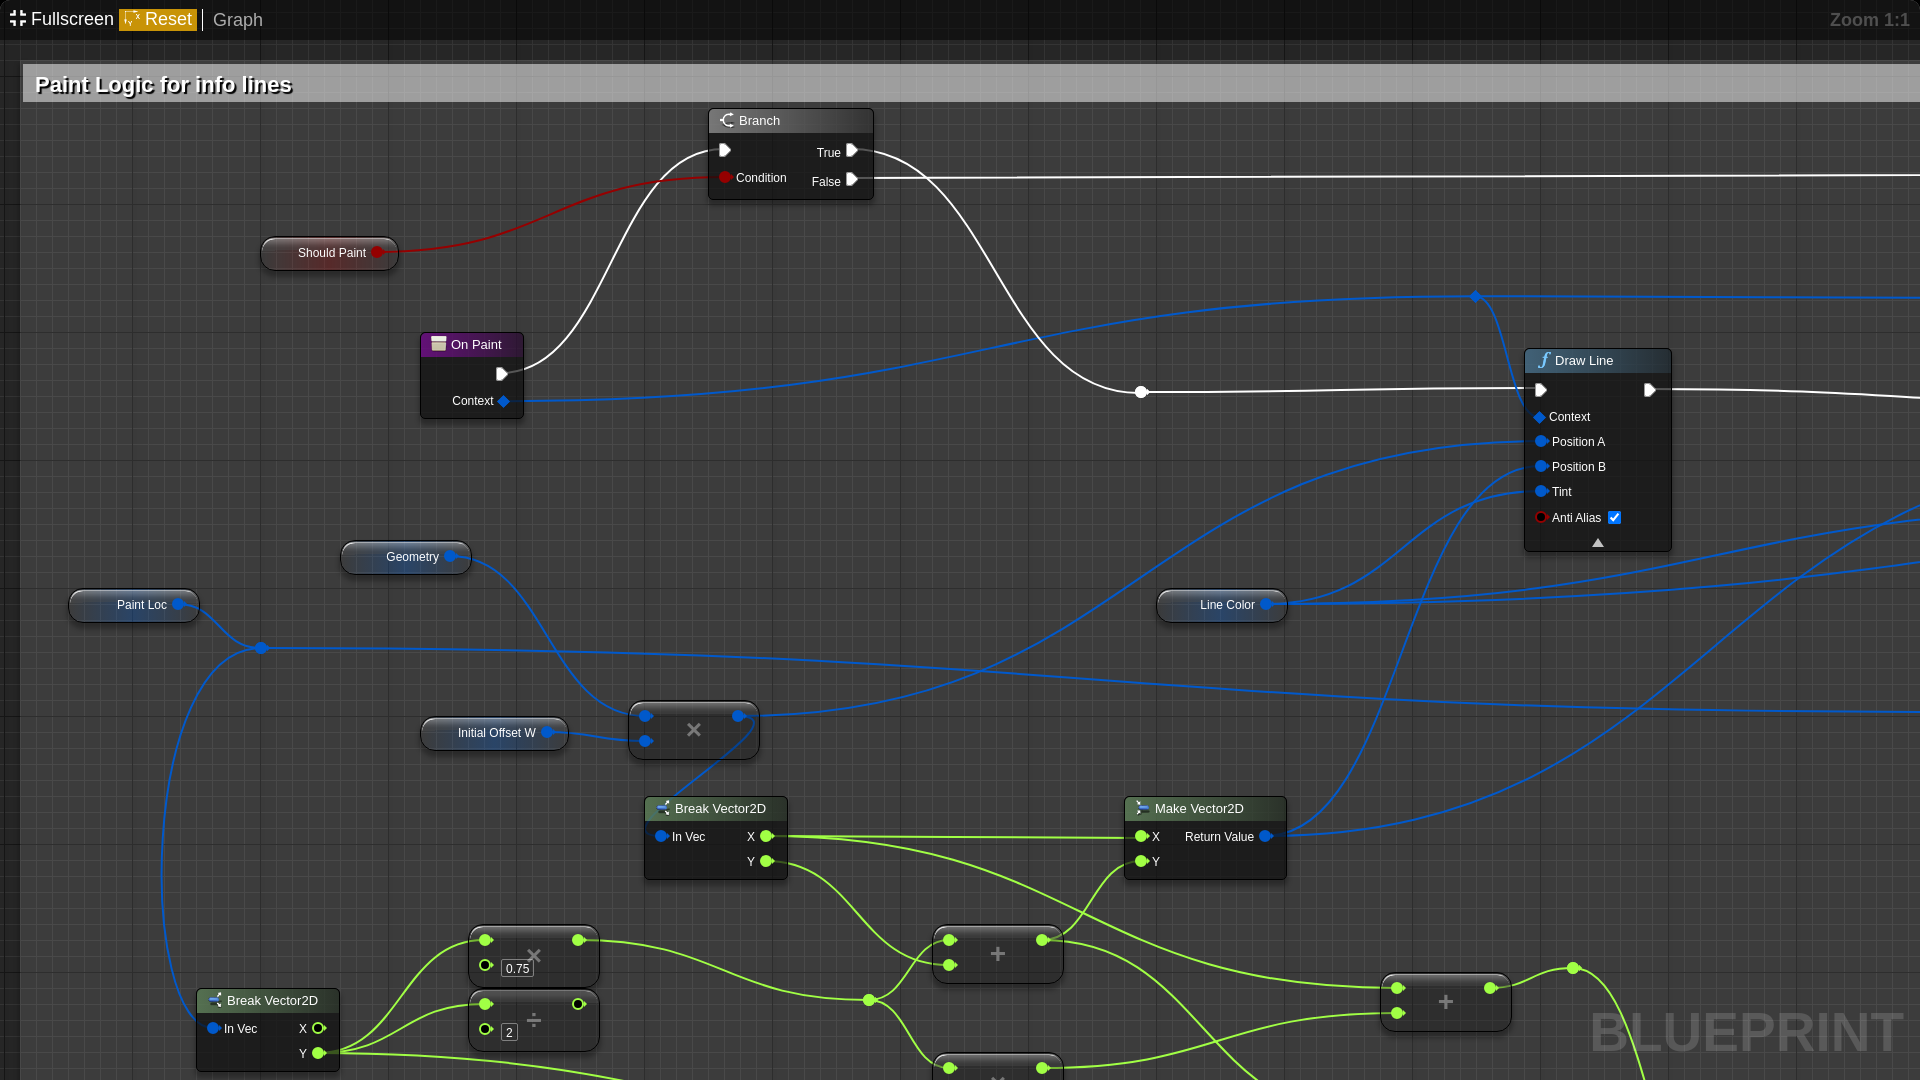 Fullscreen Reset Graph Zoom 1:1
Paint Logic for info lines
Branch
True
Condition
False
Should Paint
On Paint
Context
Draw Line
Context
Position A
Position B
Tint
Anti Alias
Geometry
Paint Loc
Line Color
Initial Offset W
×
Break Vector2D
In Vec X
Y
Make Vector2D
X Return Value
Y
×
0.75
+
Break Vector2D
In Vec X
Y
÷
2
+
BLUEPRINT